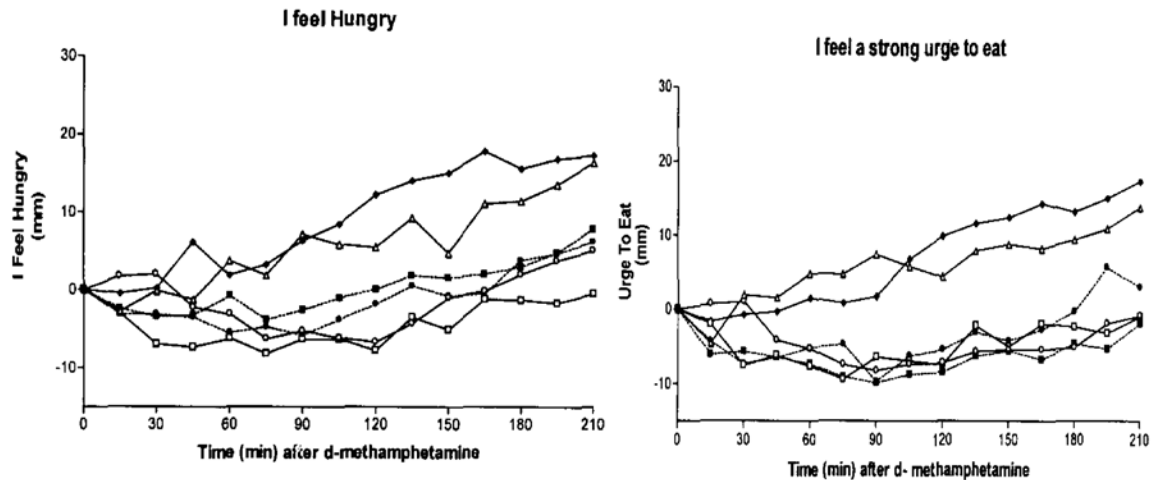 I feel Hungry
30
20
10
0
-10
I Feel Hungry
(mm)
0 30 60 90 120 150 180 210
Time (min) after d-methamphetamine
I feel a strong urge to eat
30
20
10
0
-10
Urge To Eat
(mm)
0 30 60 90 120 150 180 210
Time (min) after d- methamphetamine